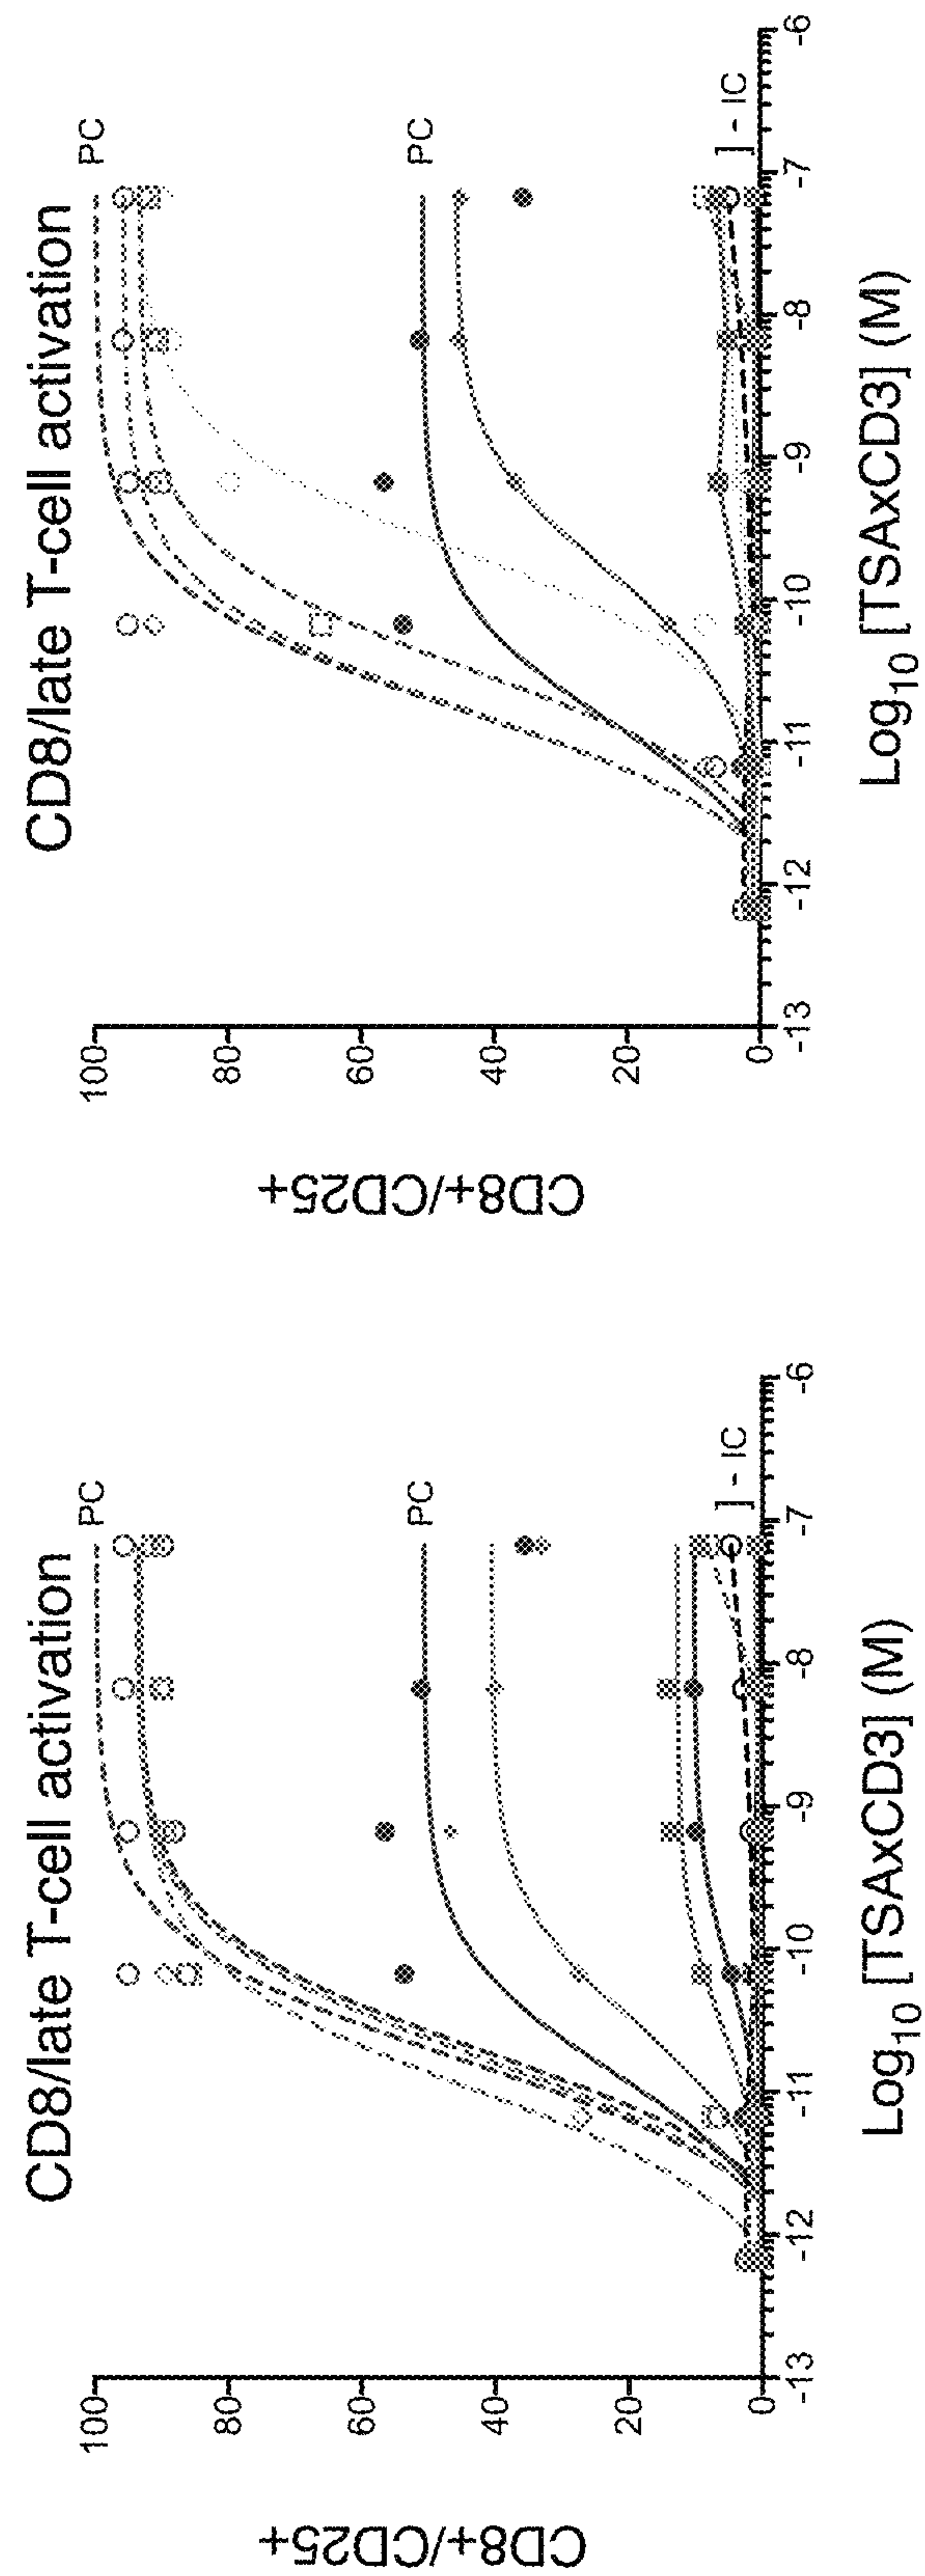 CD8/late T-cell activation
CD8+/CD25+
100
80
60
40
20
0
-13
-12
-11
-10
-9
-8
-7
-6
PC
PC
] - IC
Log10 [TSAxCD3] (M)
CD8/late T-cell activation
CD8+/CD25+
100
80
60
40
20
0
-13
-12
-11
-10
-9
-8
-7
-6
PC
PC
] - IC
Log10 [TSAxCD3] (M)